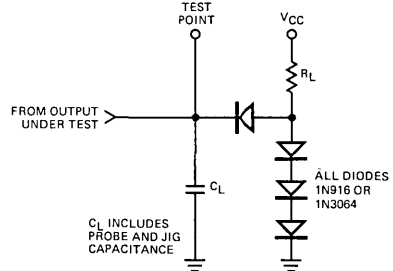 TEST
POINT
VCC
RL
FROM OUTPUT
UNDER TEST
CL
ALL DIODES
1N916 OR
1N3064
CL INCLUDES
PROBE AND JIG
CAPACITANCE